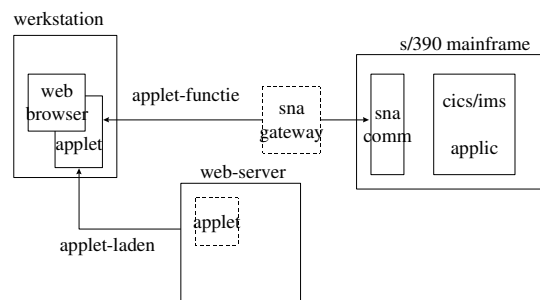 werkstation
s/390 mainframe
web
browser
applet
applet-functie
sna
gateway
sna
comm
cics/ims
applic
web-server
applet
applet-laden